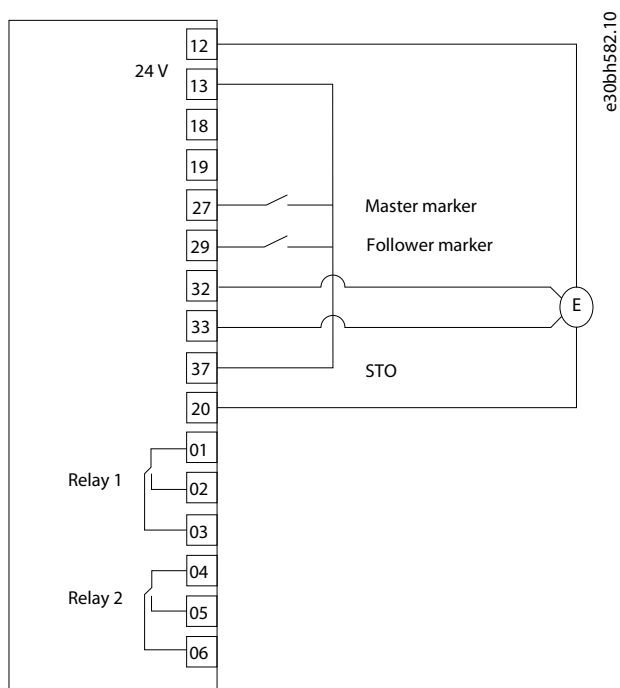 e30bh582.10
24 V
12
13
18
19
27 Master marker
29 Follower marker
32
E
33
37 STO
20
01
Relay 1
02
03
04
Relay 2
05
06